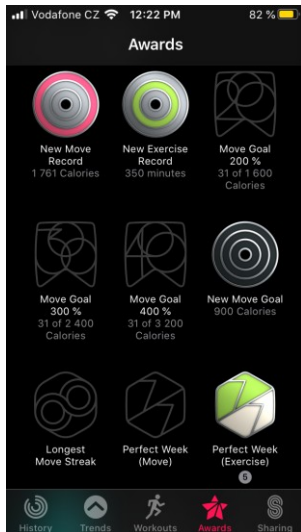 Vodafone CZ 12:22 PM 82 %
Awards
New Move
Record
1 761 Calories
New Exercise
Record
350 minutes
Move Goal
200 %
31 of 1 600
Calories
Move Goal
300 %
31 of 2 400
Calories
Move Goal
400 %
31 of 3 200
Calories
New Move Goal
900 Calories
Longest
Move Streak
Perfect Week
(Move)
Perfect Week
(Exercise)
5
History Trends Workouts Awards Sharing